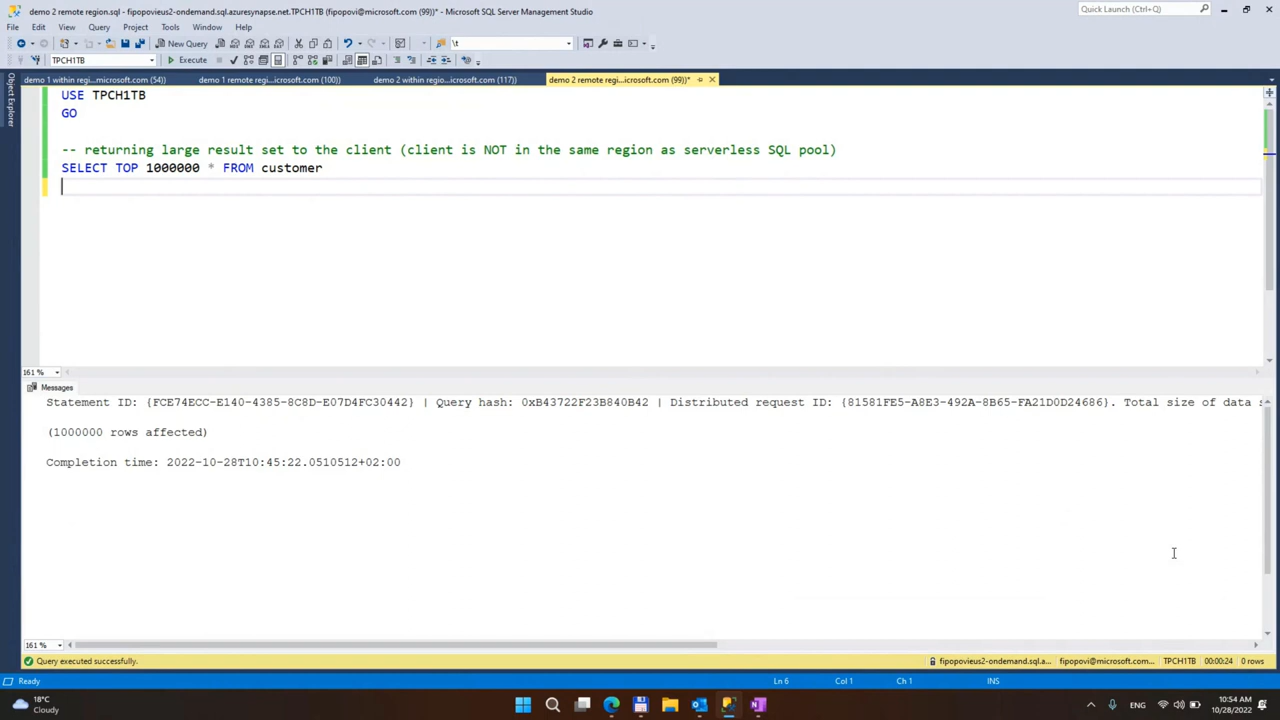 demo 2 remote region.sql - fipopovieus2-ondemand.sql.azuresynapse.net.TPCH1TB (fipopovi@microsoft.com (99))* - Microsoft SQL Server Management Studio
Quick Launch (Ctrl+Q)
File Edit View Query Project Tools Window Help
New Query
\t
TPCH1TB
Execute
Object Explorer
demo 1 within regi...microsoft.com (54))
demo 1 remote regi...icrosoft.com (100))
demo 2 within regi...icrosoft.com (117))
demo 2 remote regi...icrosoft.com (99))*
USE TPCH1TB
GO
-- returning large result set to the client (client is NOT in the same region as serverless SQL pool)
SELECT TOP 1000000 * FROM customer
161 %
Messages
Statement ID: {FCE74ECC-E140-4385-8C8D-E07D4FC30442} | Query hash: 0xB43722F23B840B42 | Distributed request ID: {81581FE5-A8E3-492A-8B65-FA21D0D24686}. Total size of data s
(1000000 rows affected)
Completion time: 2022-10-28T10:45:22.0510512+02:00
161 %
Query executed successfully.
fipopovieus2-ondemand.sql.a...
fipopovi@microsoft.com...
TPCH1TB
00:00:24
0 rows
Ready
Ln 6
Col 1
Ch 1
INS
18°C
Cloudy
ENG
10:54 AM
10/28/2022